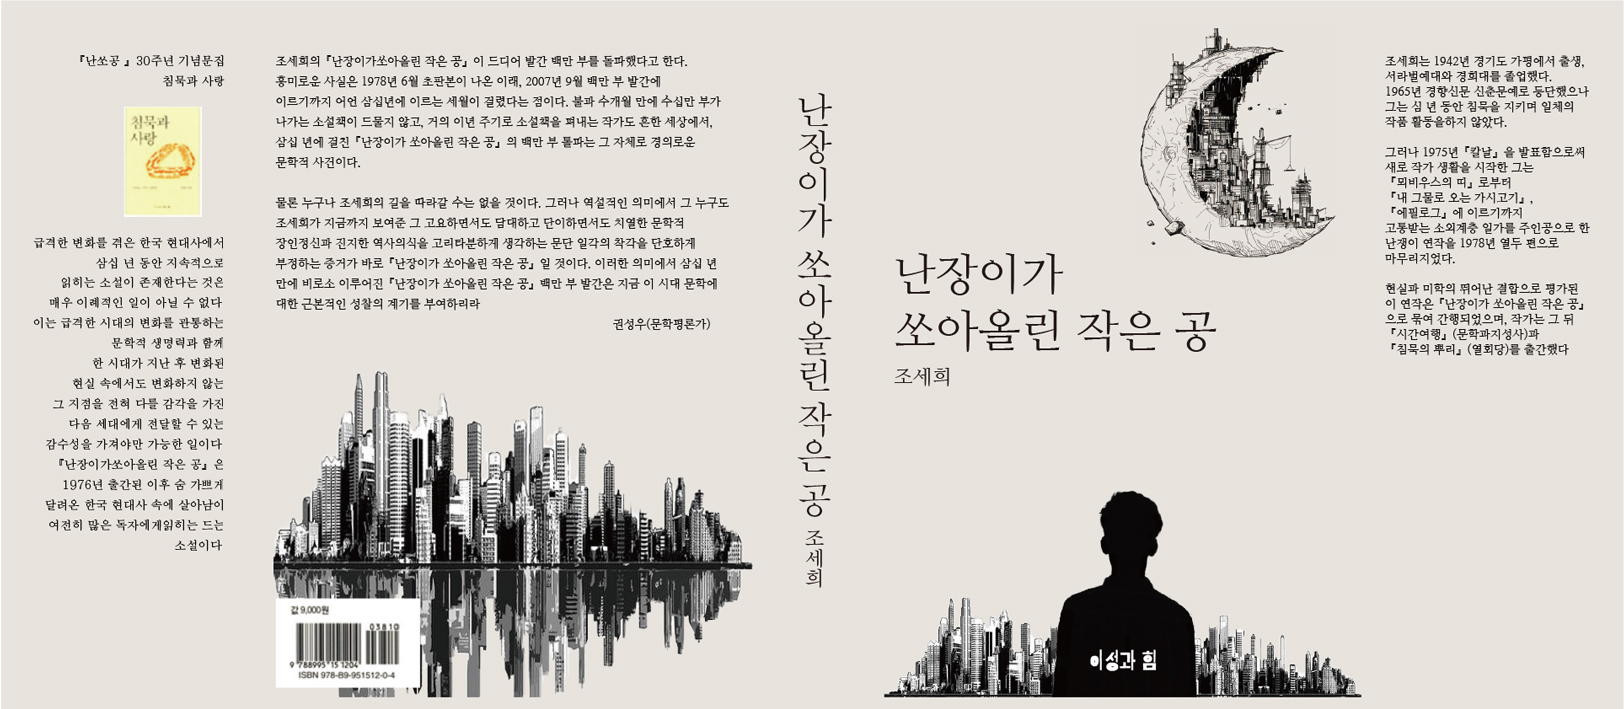 『난쏘공 』 30주년 기념문집
침묵과 사랑
침묵과
사랑
급격한 변화를 겪은 한국 현대사에서
삼십 년 동안 지속적으로
읽히는 소설이 존재한다는 것은
매우 이례적인 일이 아닐 수 없다
이는 급격한 시대의 변화를 관통하는
문학적 생명력과 함께
한 시대가 지난 후 변화된
현실 속에서도 변화하지 않는
그 지점을 전혀 다를 감각을 가진
다음 세대에게 전달할 수 있는
감수성을 가져야만 가능한 일이다
『난장이가쏘아올린 작은 공』은
1976년 출간된 이후 숨 가쁘게
달려온 한국 현대사 속에 살아남이
여전히 많은 독자에게읽히는 드는
소설이다
조세희의 『난장이가쏘아올린 작은 공』이 드디어 발간 백만 부를 돌파했다고 한다.
흥미로운 사실은 1978년 6월 초판본이 나온 이래, 2007년 9월 백만 부 발간에
이르기까지 어언 삼십년에 이르는 세월이 걸렸다는 점이다. 불과 수개월 만에 수십만 부가
나가는 소설책이 드물지 않고, 거의 이년 주기로 소설책을 펴내는 작가도 흔한 세상에서,
삼십 년에 걸친 『난장이가 쏘아올린 작은 공』의 백만 부 돌파는 그 자체로 경의로운
문학적 사건이다.
물론 누구나 조세희의 길을 따라갈 수는 없을 것이다. 그러나 역설적인 의미에서 그 누구도
조세희가 지금까지 보여준 그 고요하면서도 담대하고 단이하면서도 치열한 문학적
장인정신과 진지한 역사의식을 고리타분하게 생각하는 문단 일각의 착각을 단호하게
부정하는 증거가 바로 『난장이가 쏘아올린 작은 공』일 것이다. 이러한 의미에서 삼십 년
만에 비로소 이루어진 『난장이가 쏘아올린 작은 공』백만 부 발간은 지금 이 시대 문학에
대한 근본적인 성찰의 계기를 부여하리라
권성우(문학평론가)
값 9,000원
03810
9 788995 151204
ISBN 978-89-951512-0-4
난장이가 쏘아올린 작은 공 조세희
난장이가
쏘아올린 작은 공
조세희
이성과 힘
조세희는 1942년 경기도 가평에서 출생,
서라벌예대와 경희대를 졸업했다.
1965년 경향신문 신춘문예로 등단했으나
그는 십 년 동안 침묵을 지키며 일체의
작품 활동을하지 않았다.
그러나 1975년 『칼날』을 발표함으로써
새로 작가 생활을 시작한 그는
『뫼비우스의 띠』로부터
『내 그물로 오는 가시고기』,
『에필로그』에 이르기까지
고통받는 소외계층 일가를 주인공으로 한
난쟁이 연작을 1978년 열두 편으로
마무리지었다.
현실과 미학의 뛰어난 결합으로 평가된
이 연작은『난장이가 쏘아올린 작은 공』
으로 묶여 간행되었으며, 작가는 그 뒤
『시간여행』(문학과지성사)과
『침묵의 뿌리』(열회당)를 출간했다